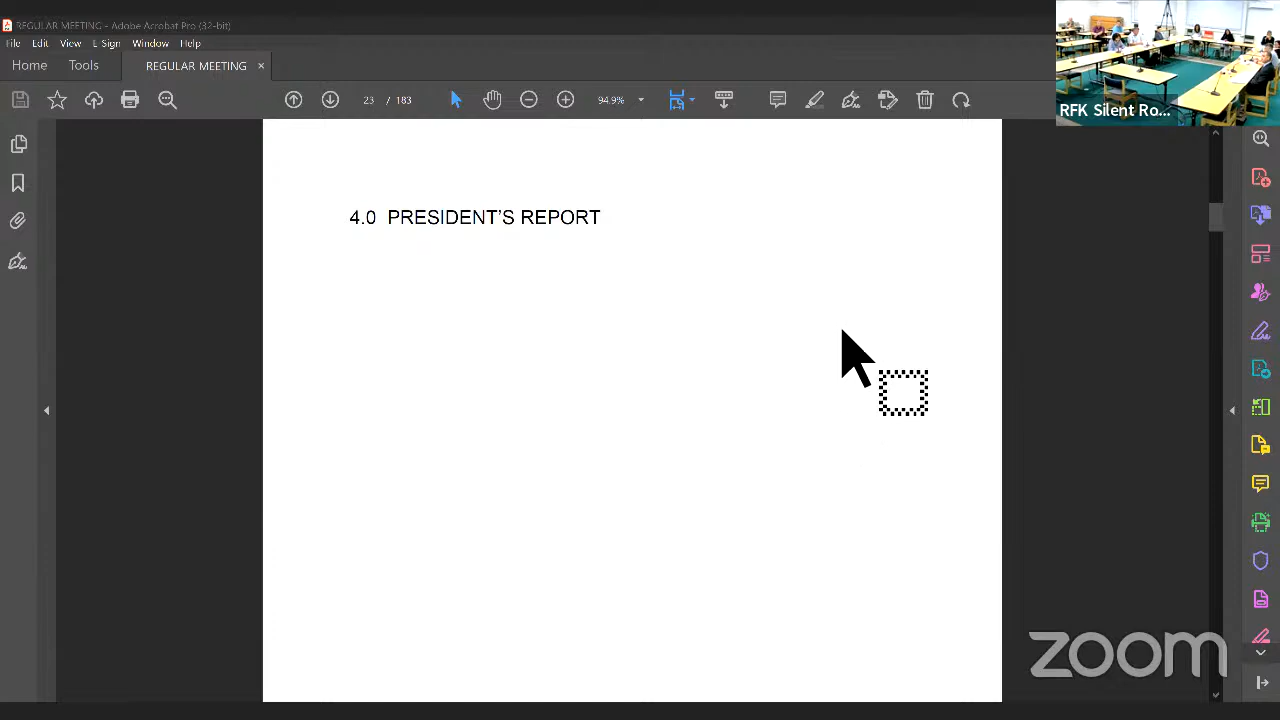 REGULAR MEETING - Adobe Acrobat Pro (32-bit)
File Edit View E-Sign Window Help
Home Tools REGULAR MEETING ×
23 / 183 94.9%
RFK Silent Ro...
4.0 PRESIDENT'S REPORT
zoom